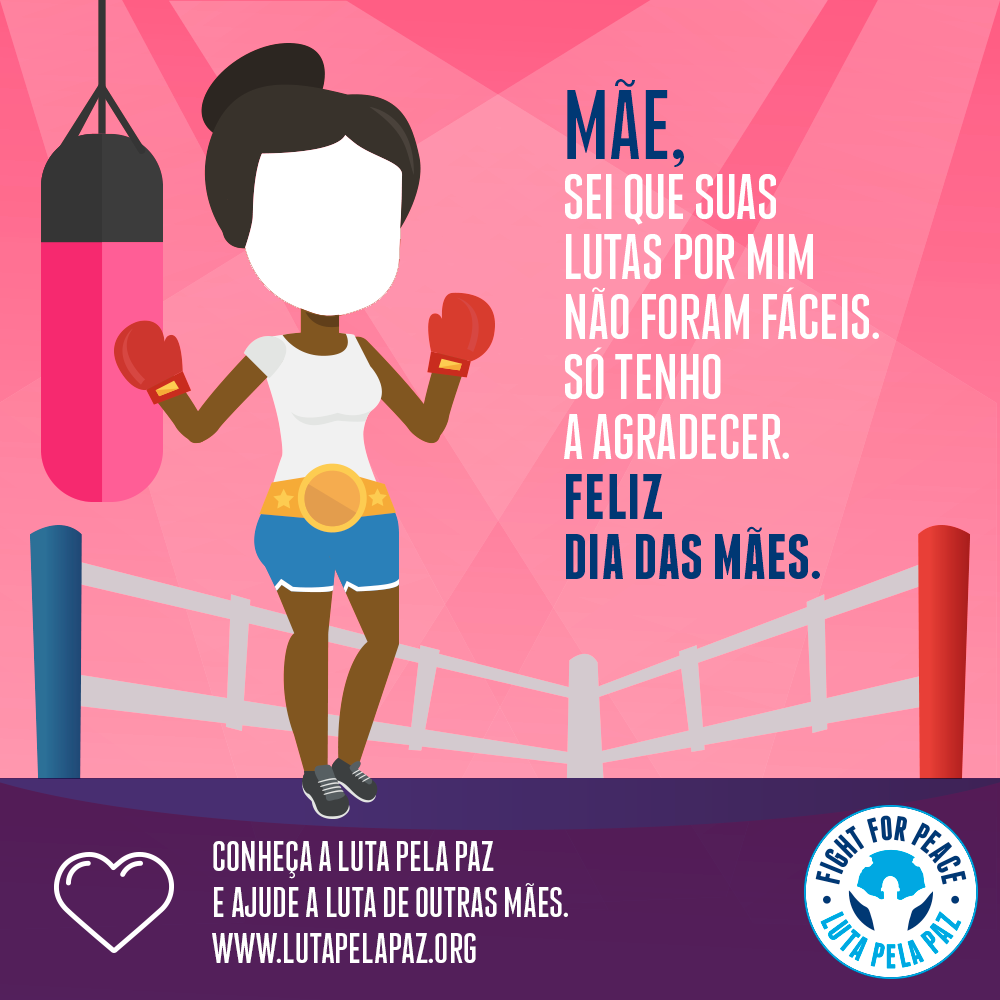 MÃE,
SEI QUE SUAS
LUTAS POR MIM
NÃO FORAM FÁCEIS.
SÓ TENHO
A AGRADECER.
FELIZ
DIA DAS MÃES.
CONHEÇA A LUTA PELA PAZ
E AJUDE A LUTA DE OUTRAS MÃES.
WWW.LUTAPELAPAZ.ORG
FIGHT FOR PEACE
• LUTA PELA PAZ •